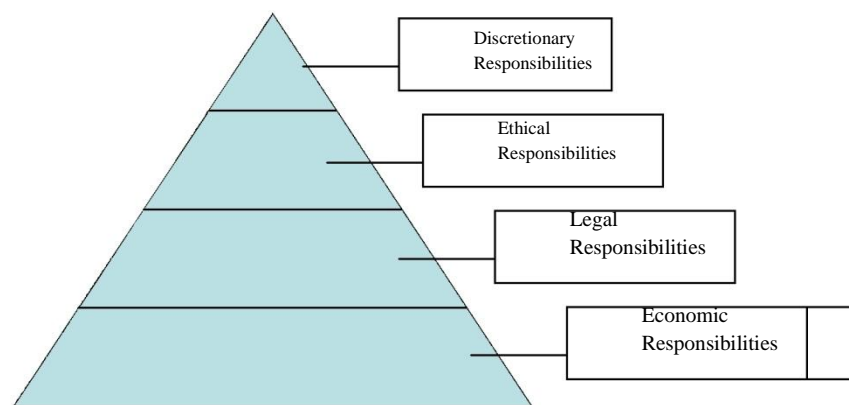 Discretionary
Responsibilities
Ethical
Responsibilities
Legal
Responsibilities
Economic
Responsibilities